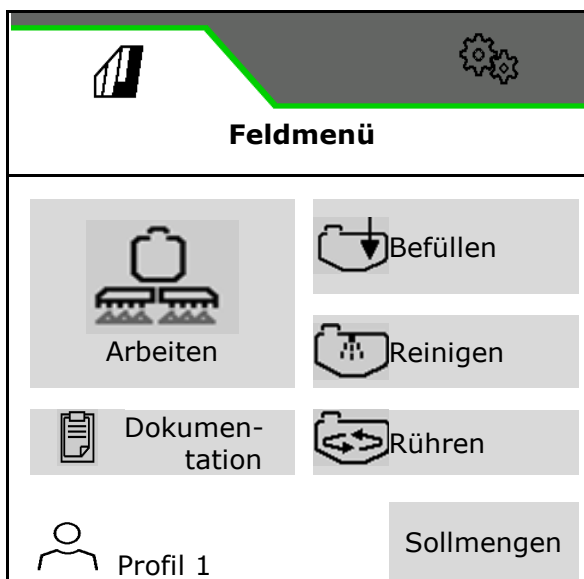 Feldmenü
Arbeiten
Befüllen
Reinigen
Dokumen-
tation
Rühren
Profil 1
Sollmengen